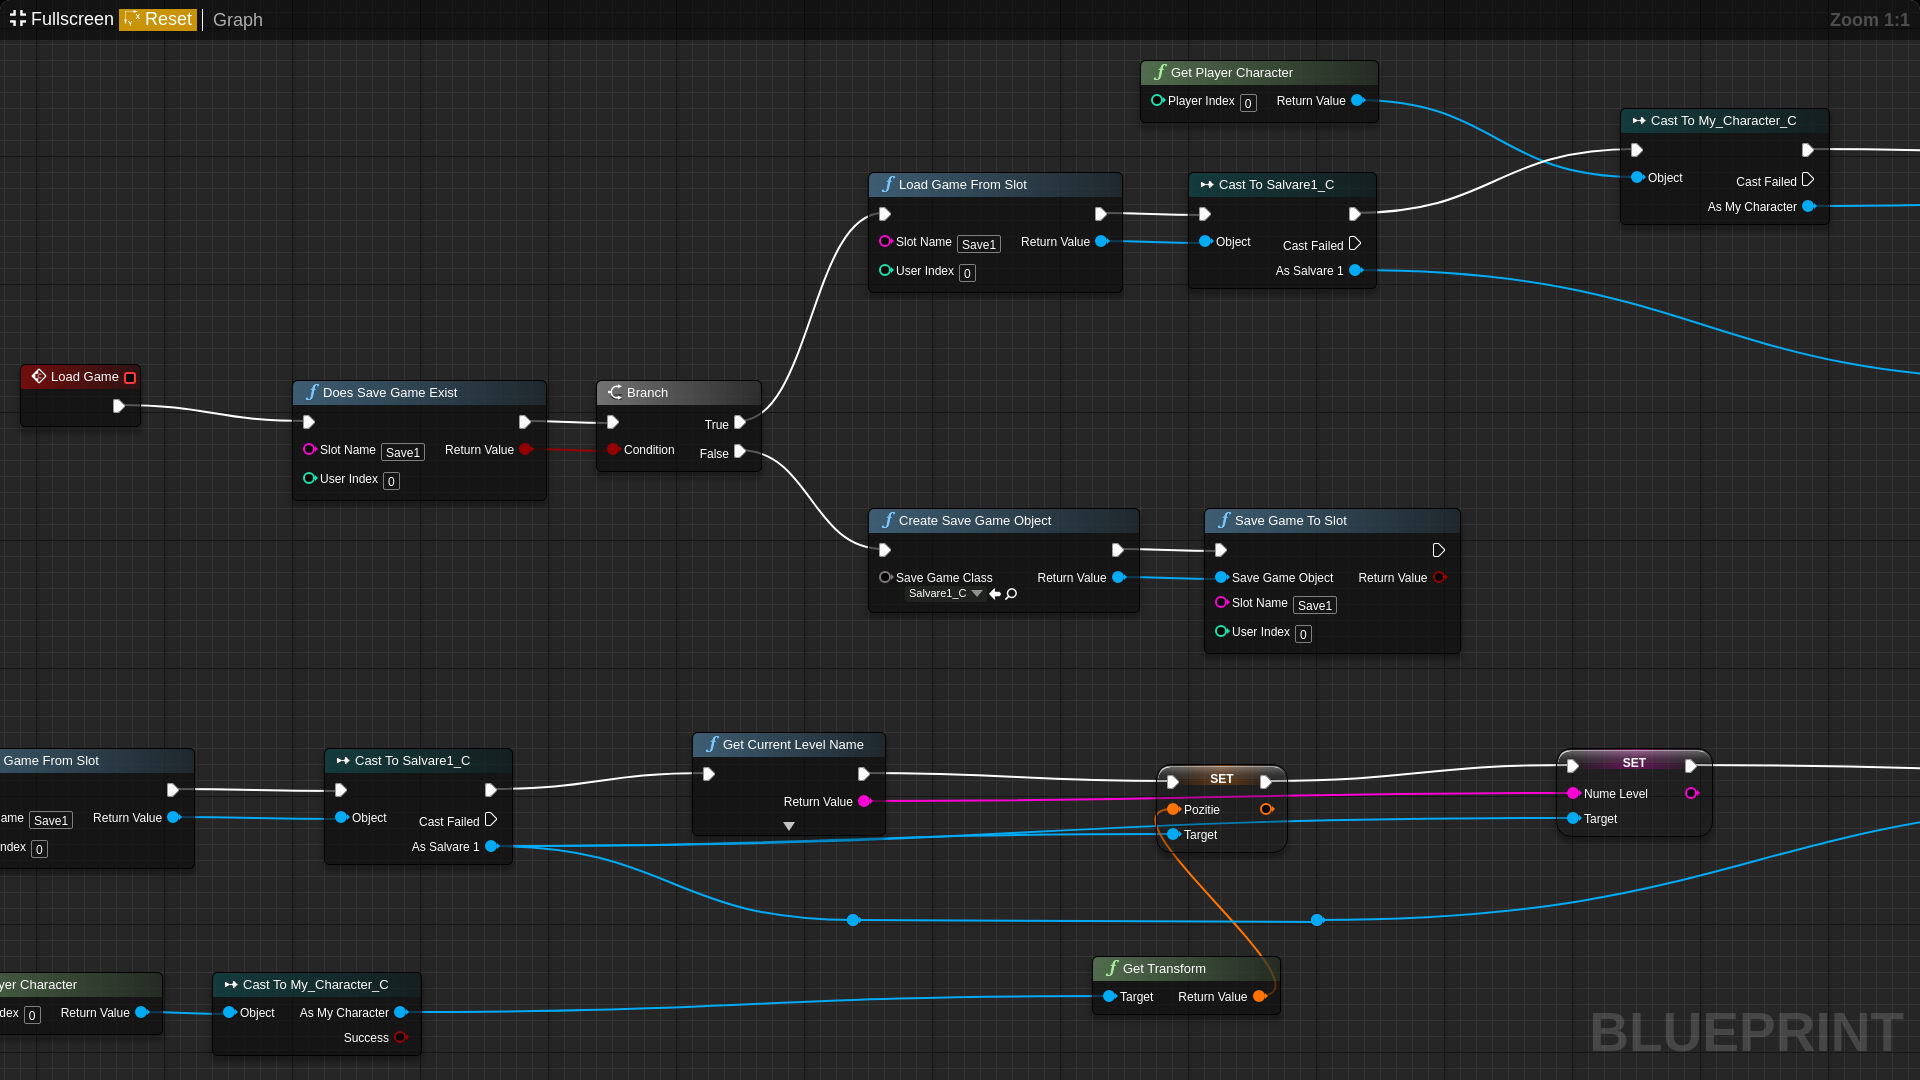 Fullscreen Reset Graph Zoom 1:1
Get Player Character
Player Index 0 Return Value
Cast To My_Character_C
Object
Cast Failed
As My Character
Load Game From Slot
Slot Name Save1 Return Value
User Index 0
Cast To Salvare1_C
Object
Cast Failed
As Salvare 1
Load Game
Does Save Game Exist
Slot Name Save1 Return Value
User Index 0
Branch
True
Condition
False
Create Save Game Object
Save Game Class Return Value
Salvare1_C
Save Game To Slot
Save Game Object Return Value
Slot Name Save1
User Index 0
Game From Slot
ame Save1 Return Value
ndex 0
Cast To Salvare1_C
Object
Cast Failed
As Salvare 1
Get Current Level Name
Return Value
SET
Pozitie
Target
SET
Nume Level
Target
yer Character
dex 0 Return Value
Cast To My_Character_C
Object As My Character
Success
Get Transform
Target Return Value
BLUEPRINT